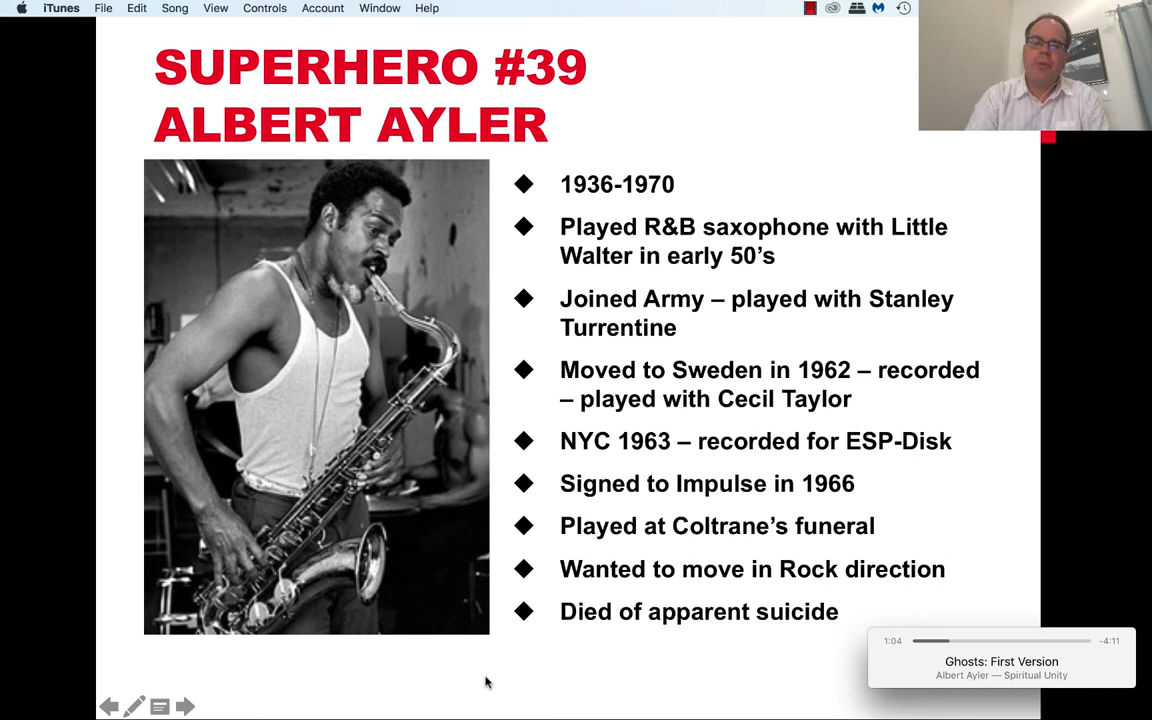 iTunes File Edit Song View Controls Account Window Help
SUPERHERO #39
ALBERT AYLER
◆ 1936-1970
◆ Played R&B saxophone with Little
Walter in early 50’s
◆ Joined Army – played with Stanley
Turrentine
◆ Moved to Sweden in 1962 – recorded
– played with Cecil Taylor
◆ NYC 1963 – recorded for ESP-Disk
◆ Signed to Impulse in 1966
◆ Played at Coltrane’s funeral
◆ Wanted to move in Rock direction
◆ Died of apparent suicide
1:04 -4:11
Ghosts: First Version
Albert Ayler — Spiritual Unity